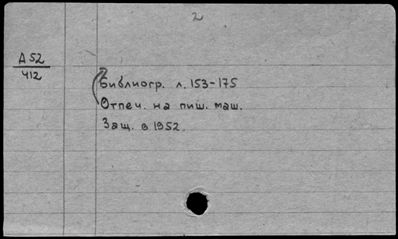 2
Д 52
412
Библиогр. л. 153-175
Отпеч. на пиш. маш.
Защ. в 1952.